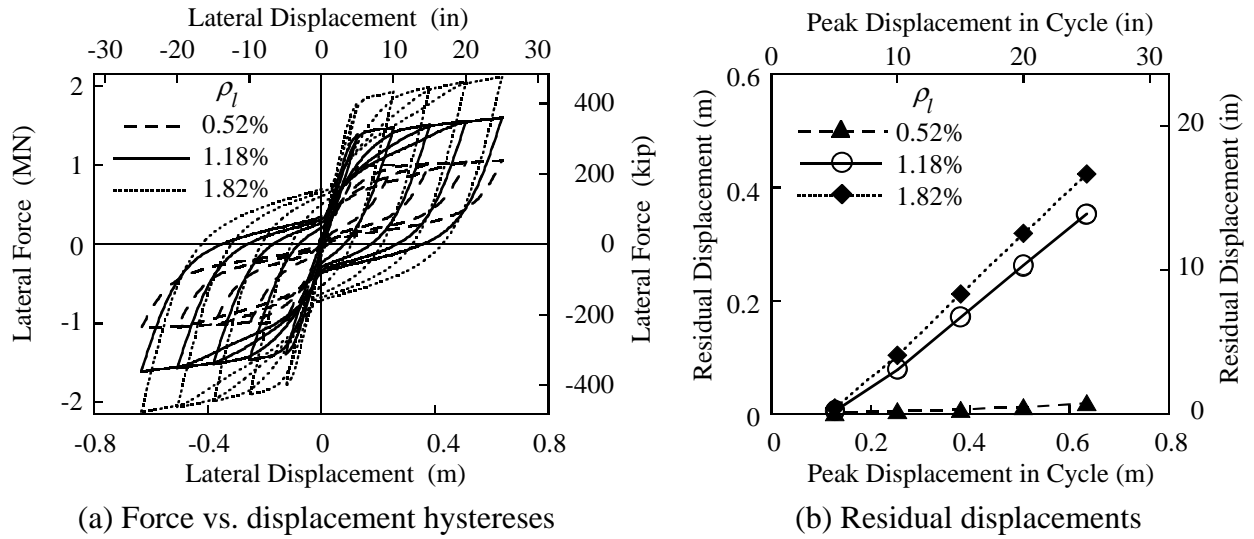 Lateral Displacement (in)
-30 -20 -10 0 10 20 30
2
1
0
-1
-2
Lateral Force (MN)
ρl
0.52%
1.18%
1.82%
400
200
0
-200
-400
Lateral Force (kip)
-0.8 -0.4 0 0.4 0.8
Lateral Displacement (m)
(a) Force vs. displacement hystereses
Peak Displacement in Cycle (in)
0 10 20 30
0.6
0.4
0.2
0
Residual Displacement (m)
ρl
0.52%
1.18%
1.82%
20
10
0
Residual Displacement (in)
0 0.2 0.4 0.6 0.8
Peak Displacement in Cycle (m)
(b) Residual displacements